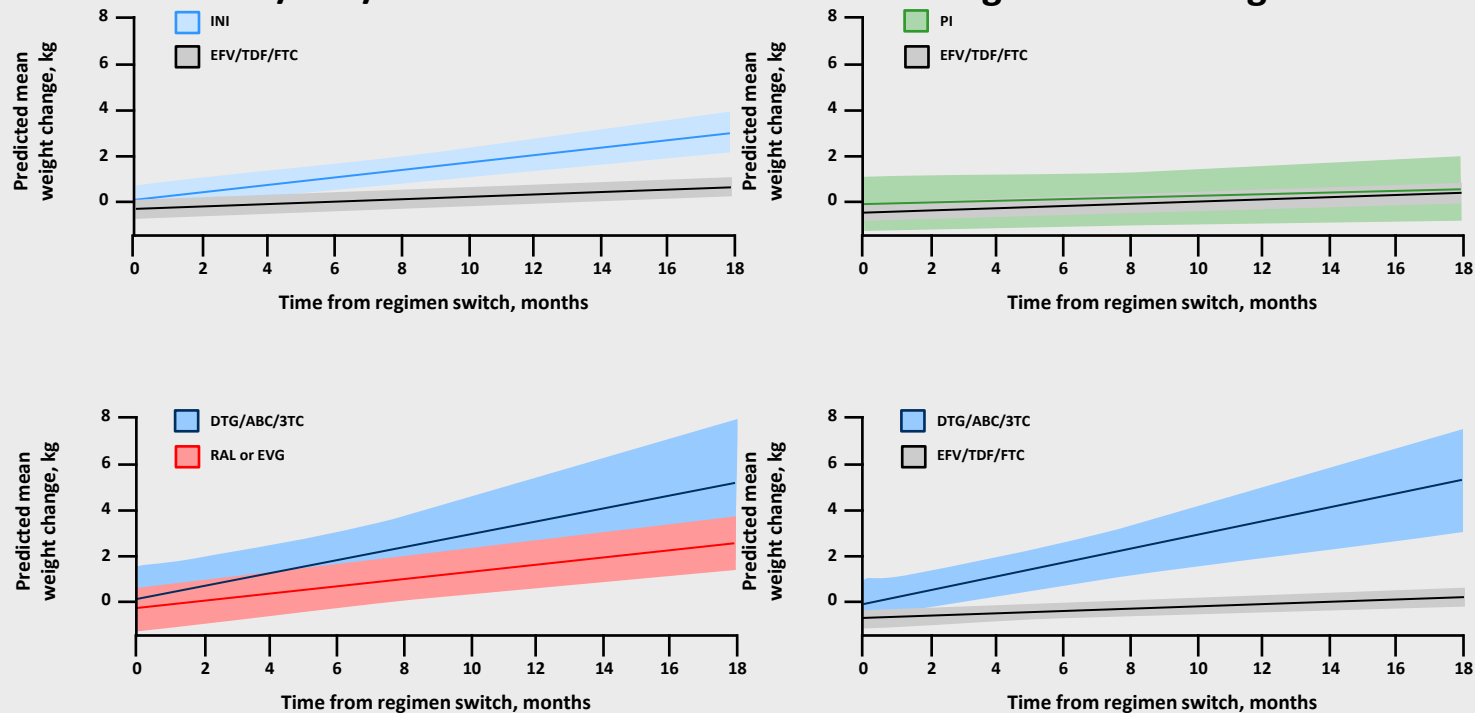 8
6
4
2
0
Predicted mean
weight change, kg
INI
EFV/TDF/FTC
0 2 4 6 8 10 12 14 16 18
Time from regimen switch, months
8
6
4
2
0
Predicted mean
weight change, kg
PI
EFV/TDF/FTC
0 2 4 6 8 10 12 14 16 18
Time from regimen switch, months
8
6
4
2
0
Predicted mean
weight change, kg
DTG/ABC/3TC
RAL or EVG
0 2 4 6 8 10 12 14 16 18
Time from regimen switch, months
8
6
4
2
0
Predicted mean
weight change, kg
DTG/ABC/3TC
EFV/TDF/FTC
0 2 4 6 8 10 12 14 16 18
Time from regimen switch, months